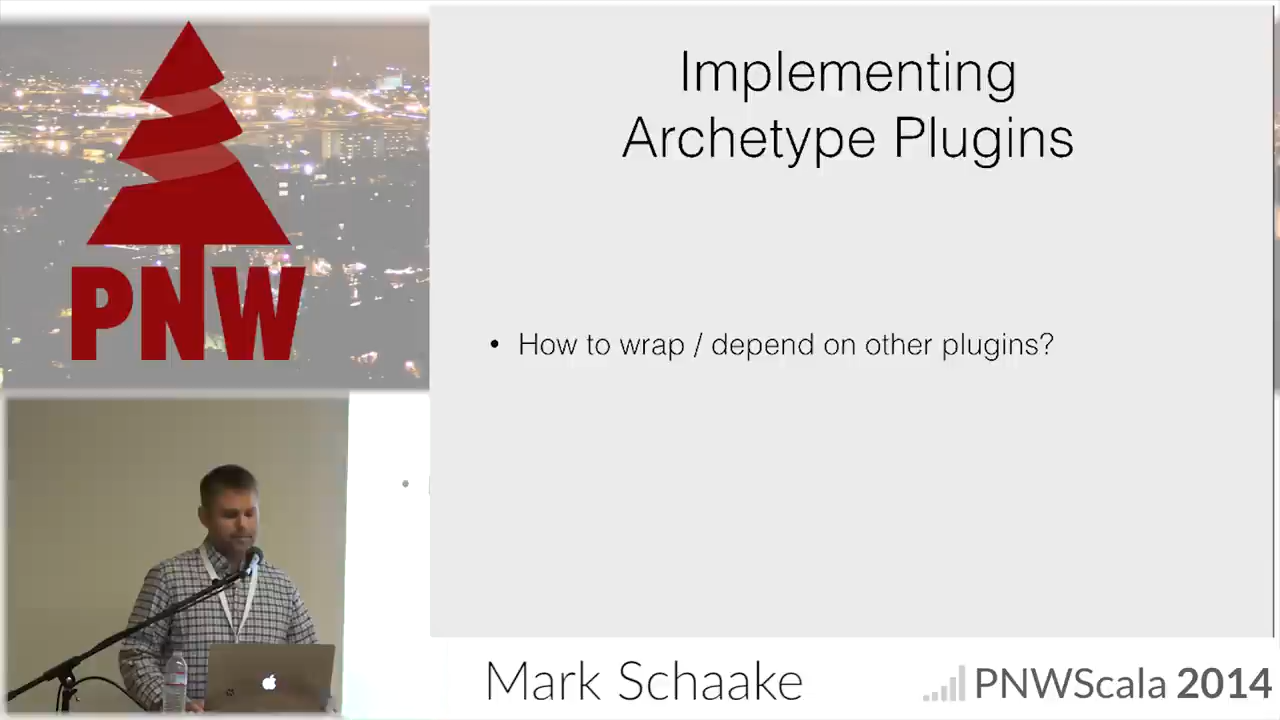 PNW
Implementing
Archetype Plugins
• How to wrap / depend on other plugins?
Mark Schaake
PNWScala 2014